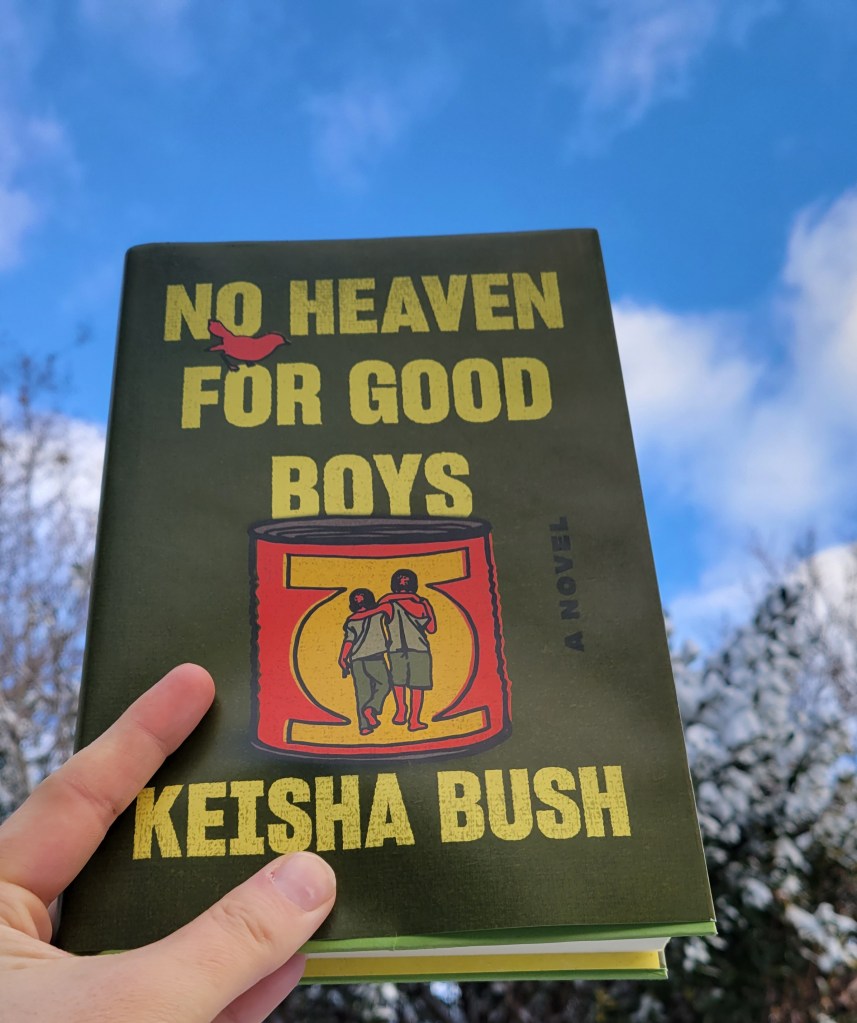 NO HEAVEN
FOR GOOD
BOYS
A NOVEL
KEISHA BUSH